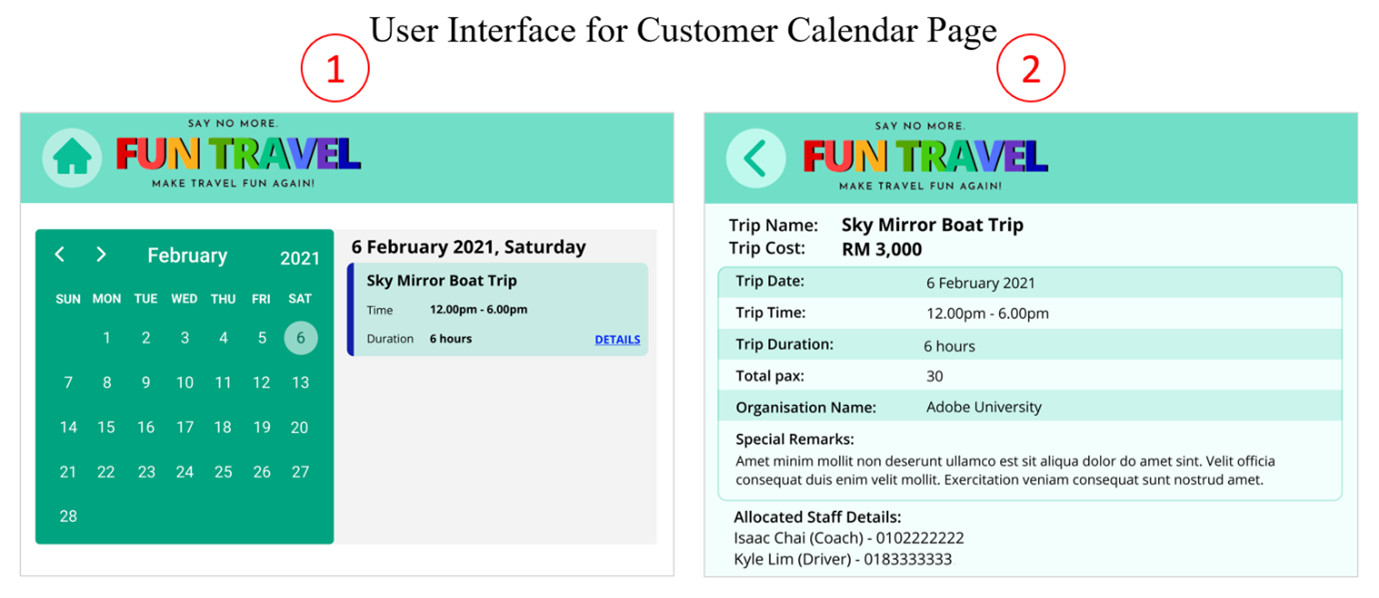 User Interface for Customer Calendar Page
1
2
SAY NO MORE.
FUN TRAVEL
MAKE TRAVEL FUN AGAIN!
February 2021
SUN MON TUE WED THU FRI SAT
1 2 3 4 5 6
7 8 9 10 11 12 13
14 15 16 17 18 19 20
21 22 23 24 25 26 27
28
6 February 2021, Saturday
Sky Mirror Boat Trip
Time 12.00pm - 6.00pm
Duration 6 hours DETAILS
SAY NO MORE.
FUN TRAVEL
MAKE TRAVEL FUN AGAIN!
Trip Name: Sky Mirror Boat Trip
Trip Cost: RM 3,000
Trip Date: 6 February 2021
Trip Time: 12.00pm - 6.00pm
Trip Duration: 6 hours
Total pax: 30
Organisation Name: Adobe University
Special Remarks:
Amet minim mollit non deserunt ullamco est sit aliqua dolor do amet sint. Velit officia
consequat duis enim velit mollit. Exercitation veniam consequat sunt nostrud amet.
Allocated Staff Details:
Isaac Chai (Coach) - 0102222222
Kyle Lim (Driver) - 0183333333